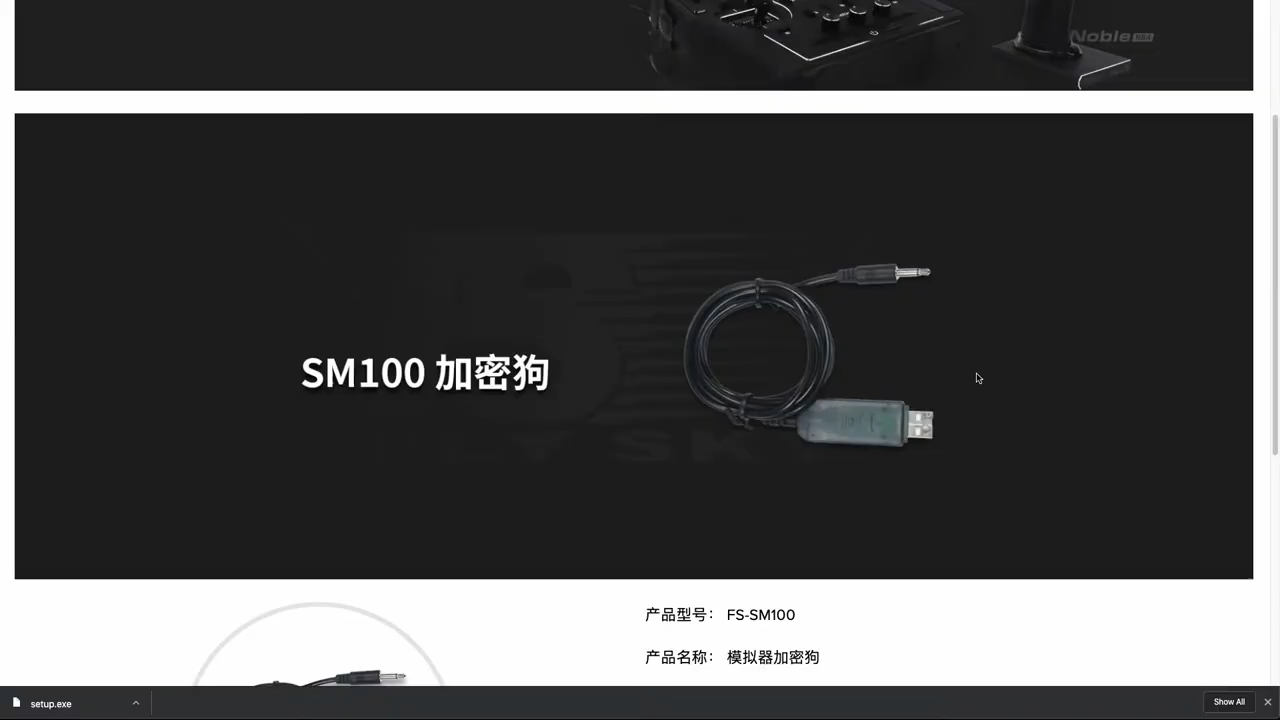 Noble
SM100 加密狗
FLYSKY
产品型号： FS-SM100
产品名称： 模拟器加密狗
setup.exe
Show All